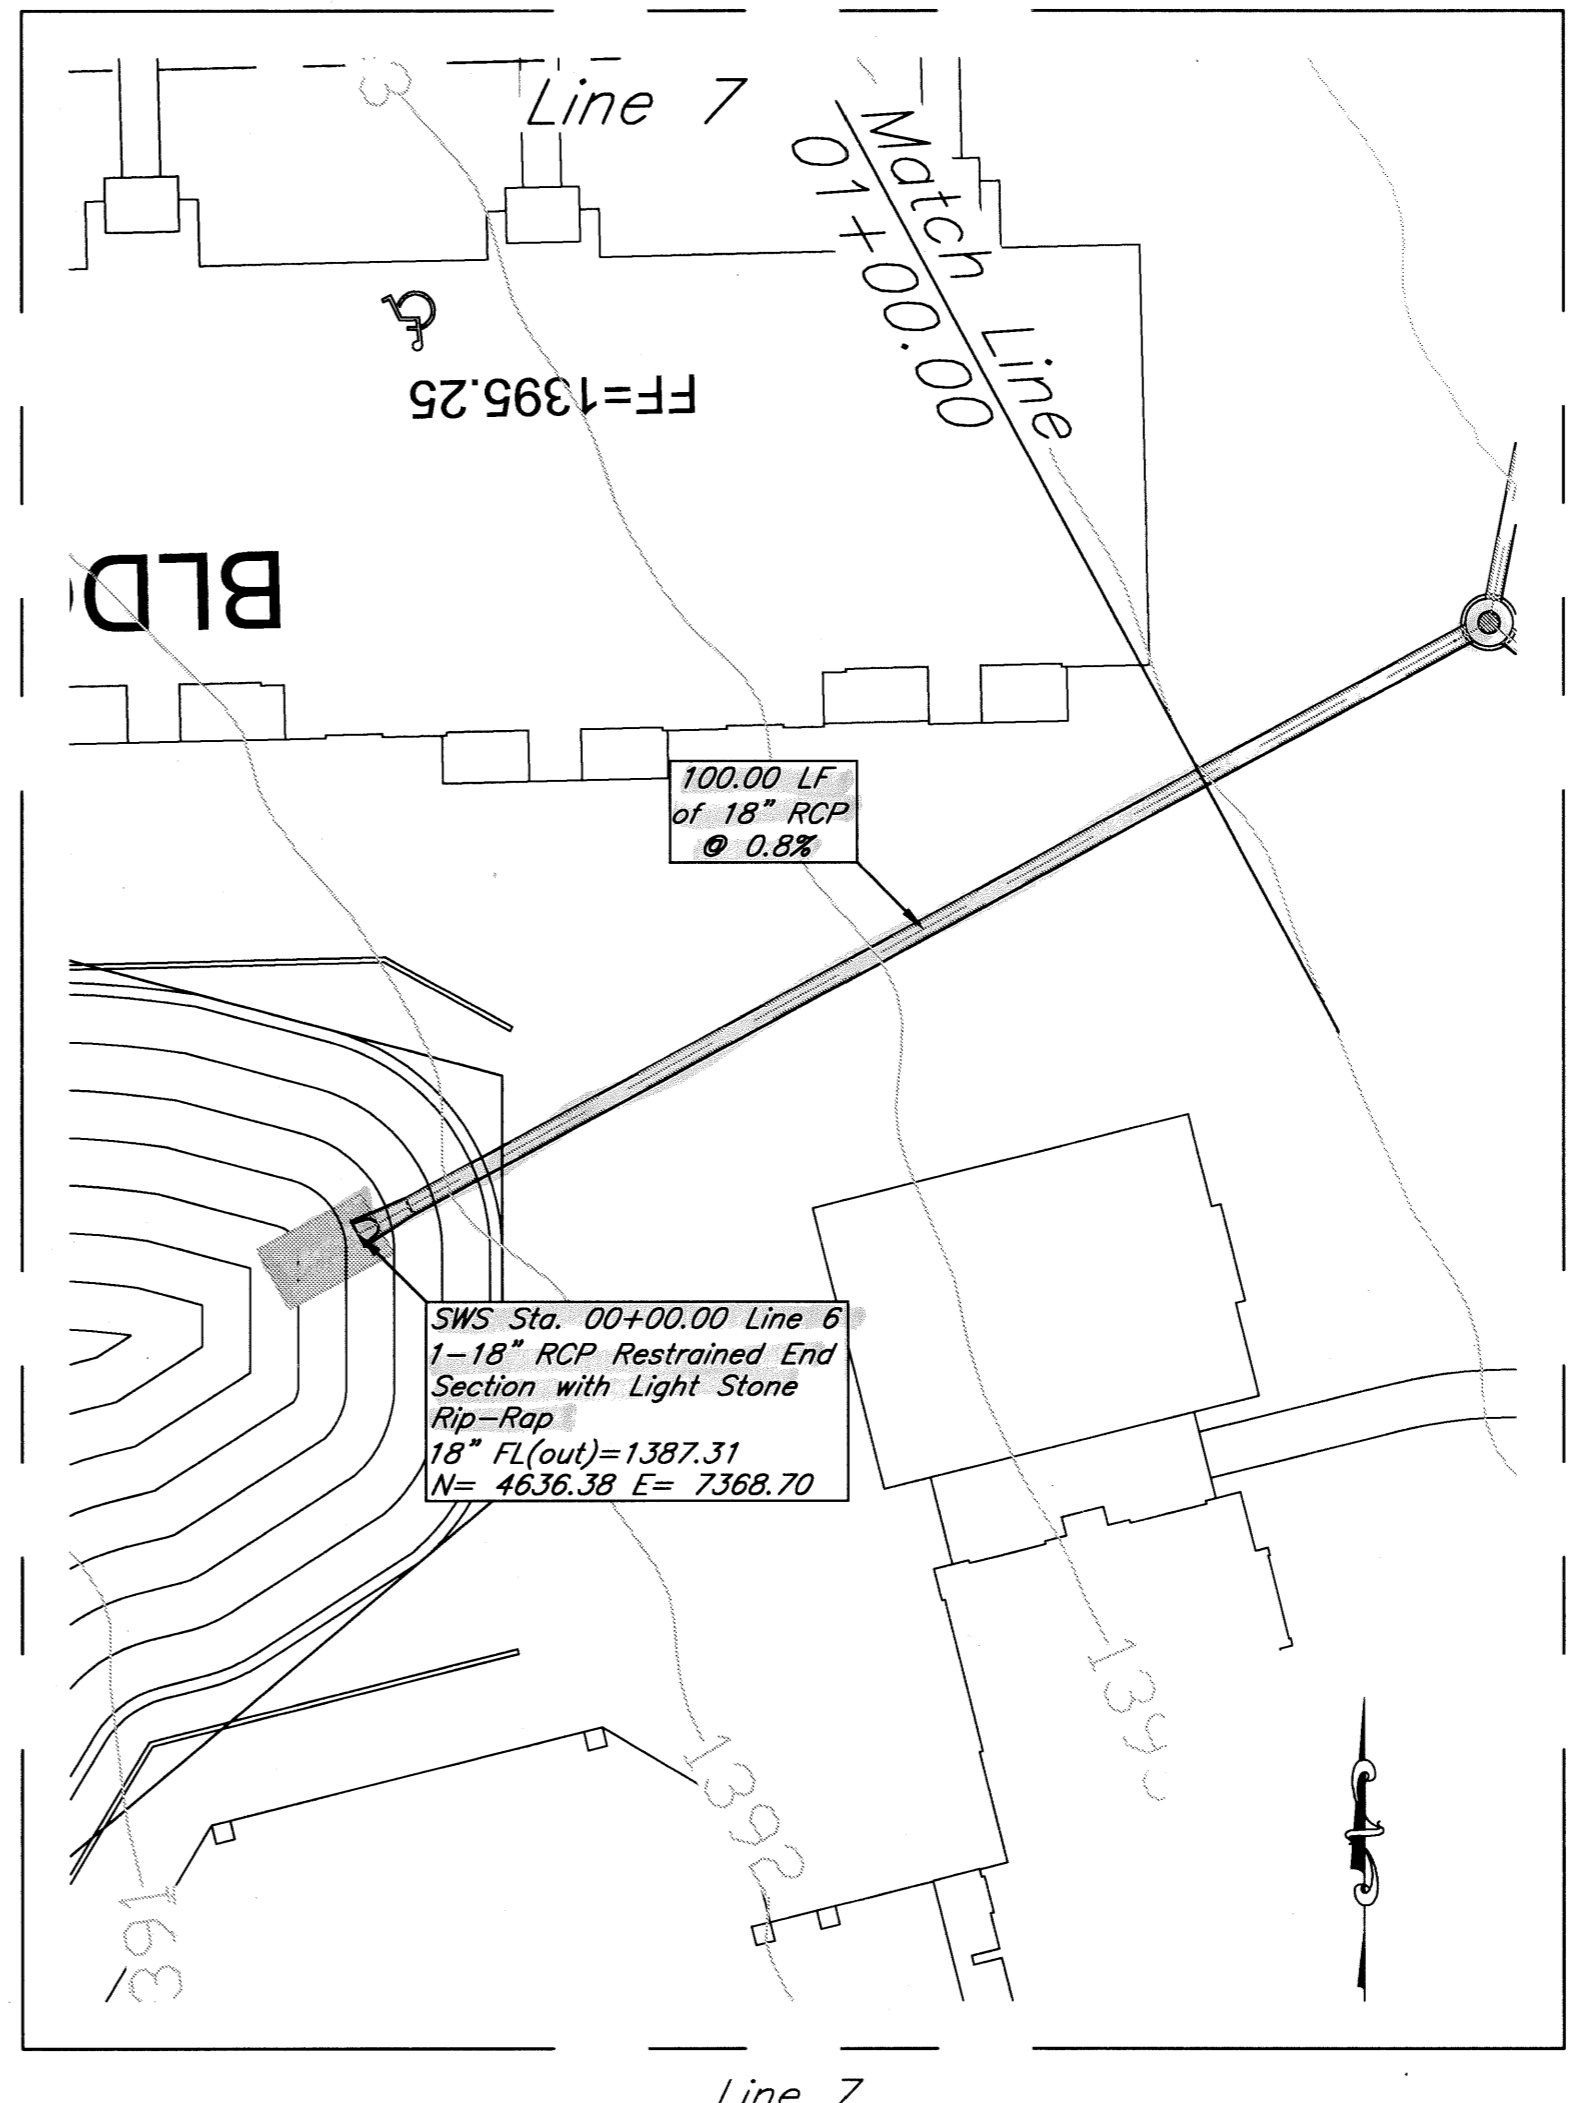 Line 7
Match Line
01+00.00
FF=1395.25
100.00 LF
of 18" RCP
@ 0.8%
SWS Sta. 00+00.00 Line 6
1-18" RCP Restrained End
Section with Light Stone
Rip-Rap
18" FL(out)=1387.31
N= 4636.38 E= 7368.70
1392
Line 7